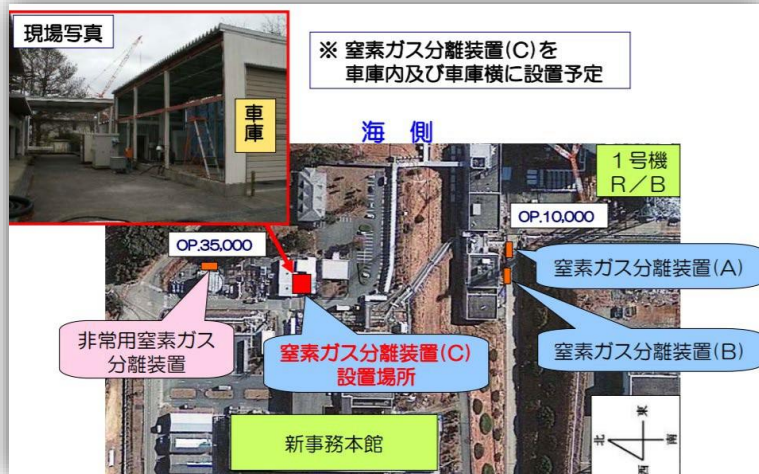 現場写真
車庫
※ 窒素ガス分離装置(C)を
車庫内及び車庫横に設置予定
海側
1号機
R/B
OP.10,000
OP.35,000
窒素ガス分離装置(A)
非常用窒素ガス
分離装置
窒素ガス分離装置(C)
設置場所
窒素ガス分離装置(B)
新事務本館
東
北
南
西